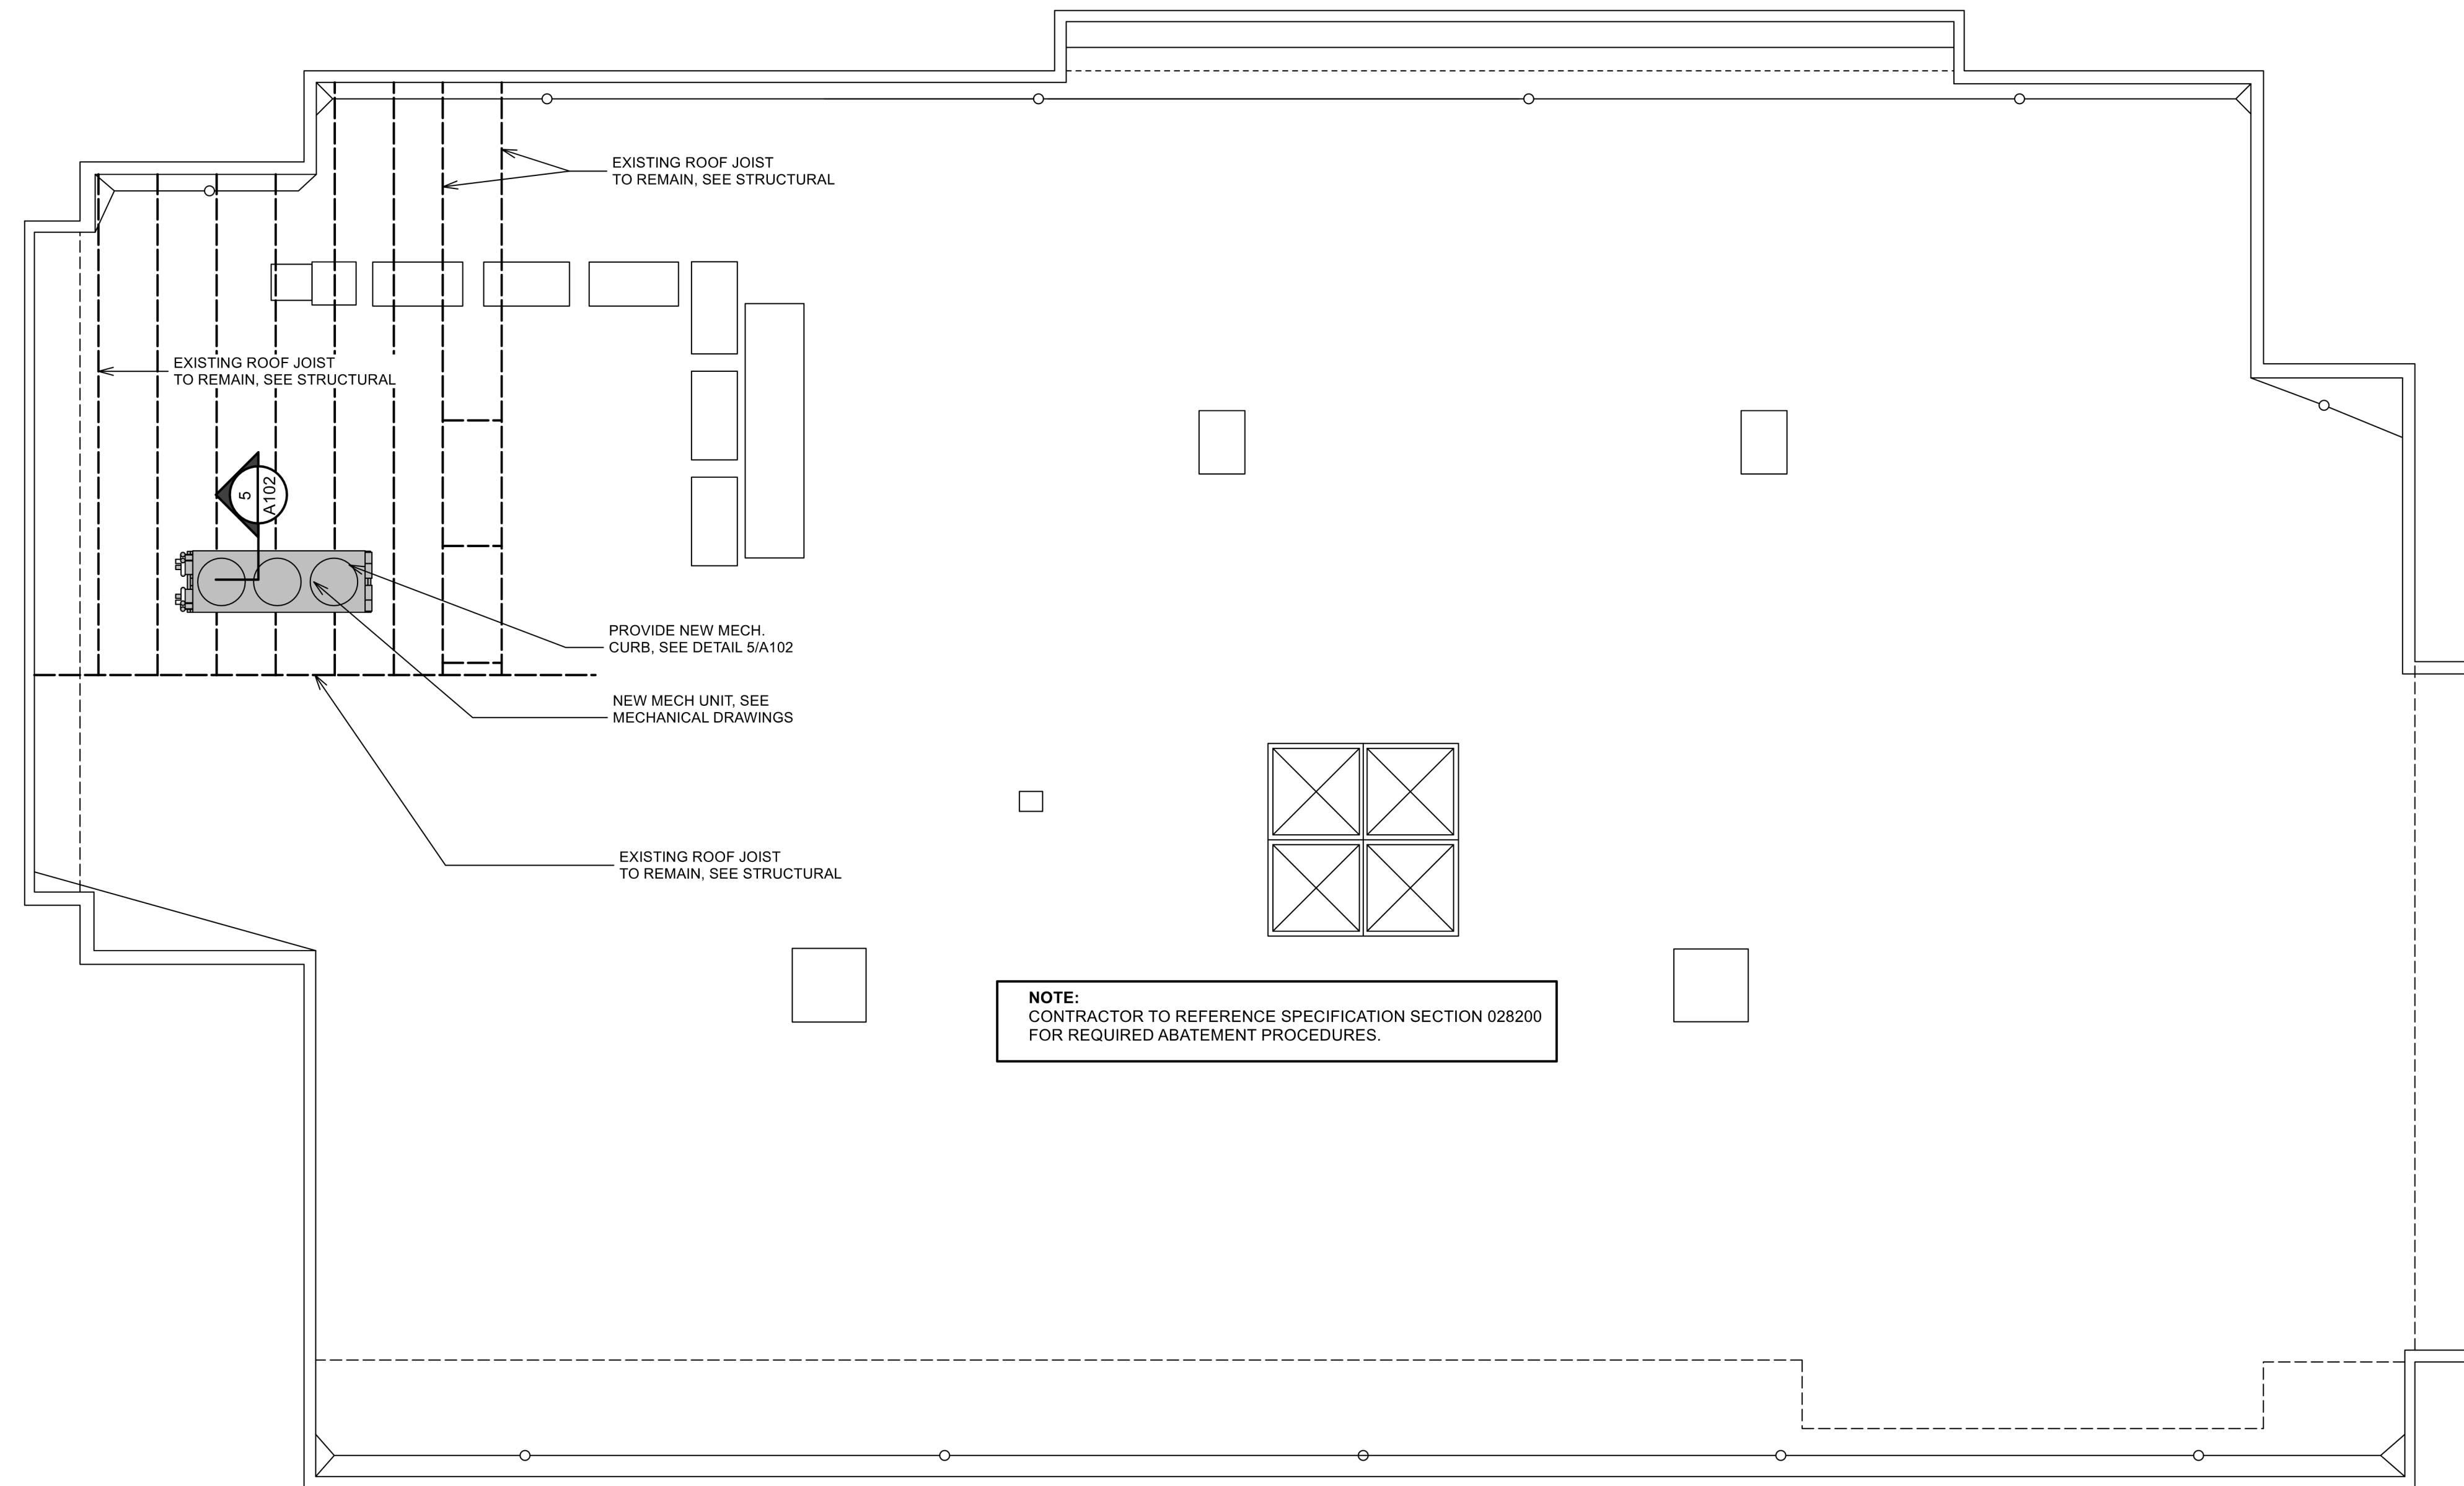 EXISTING ROOF JOIST
TO REMAIN, SEE STRUCTURAL
EXISTING ROOF JOIST
TO REMAIN, SEE STRUCTURAL
5
A102
PROVIDE NEW MECH.
CURB, SEE DETAIL 5/A102
NEW MECH UNIT, SEE
MECHANICAL DRAWINGS
EXISTING ROOF JOIST
TO REMAIN, SEE STRUCTURAL
NOTE:
CONTRACTOR TO REFERENCE SPECIFICATION SECTION 028200
FOR REQUIRED ABATEMENT PROCEDURES.